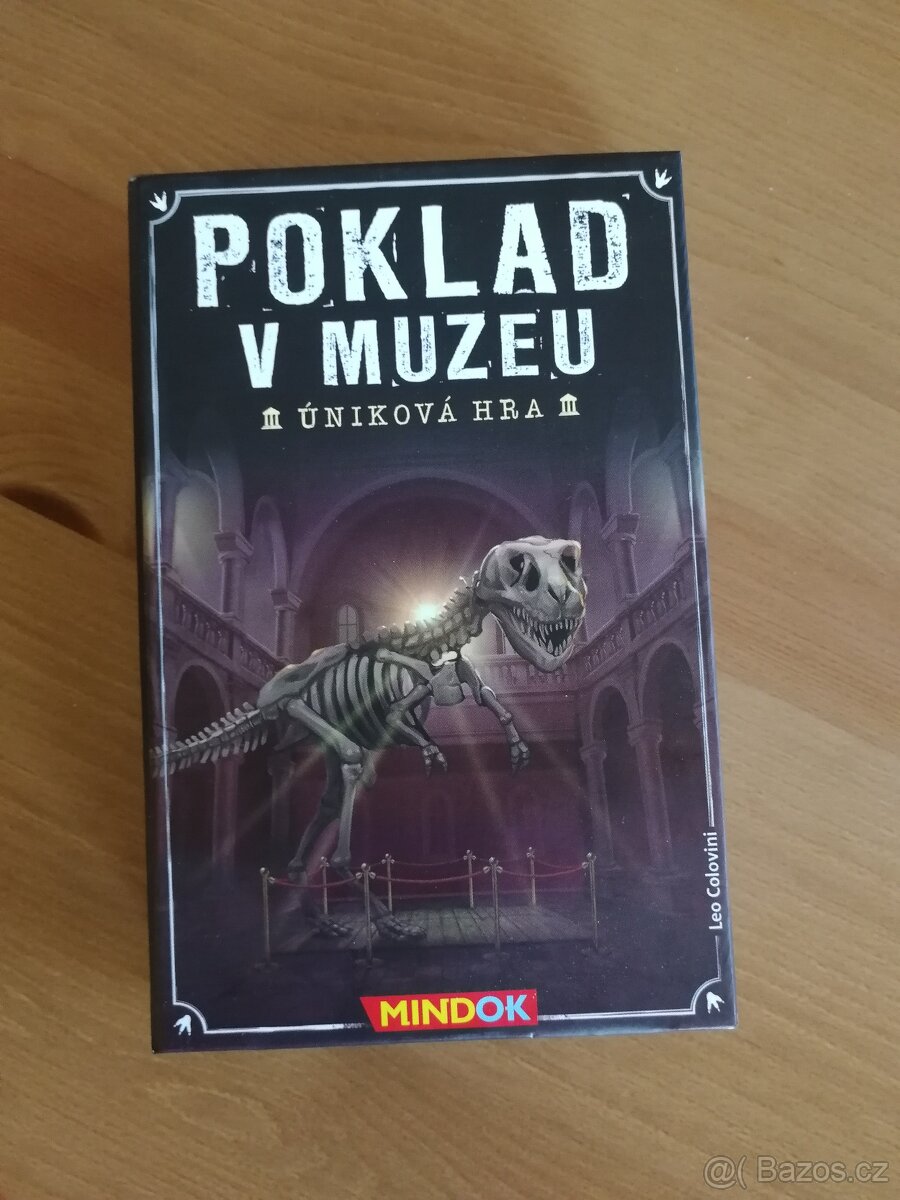 POKLAD
V MUZEU
ÚNIKOVÁ HRA
Leo Colovini
MINDOK
@( Bazos.cz